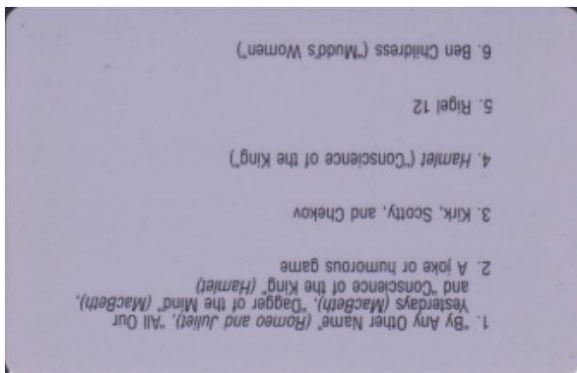 1. "By Any Other Name" (Romeo and Juliet), "All Our
Yesterdays (MacBeth), "Dagger of the Mind" (MacBeth),
and "Conscience of the King" (Hamlet)
2. A joke or humorous game
3. Kirk, Scotty, and Chekov
4. Hamlet ("Conscience of the King")
5. Rigel 12
6. Ben Childress ("Mudd's Women")